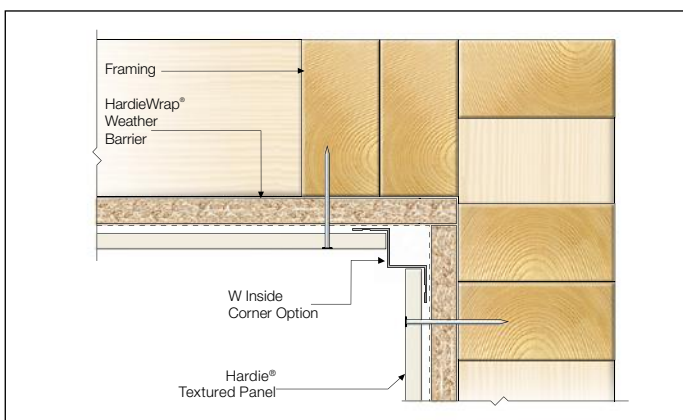 Framing
HardieWrap®
Weather
Barrier
W Inside
Corner Option
Hardie®
Textured Panel